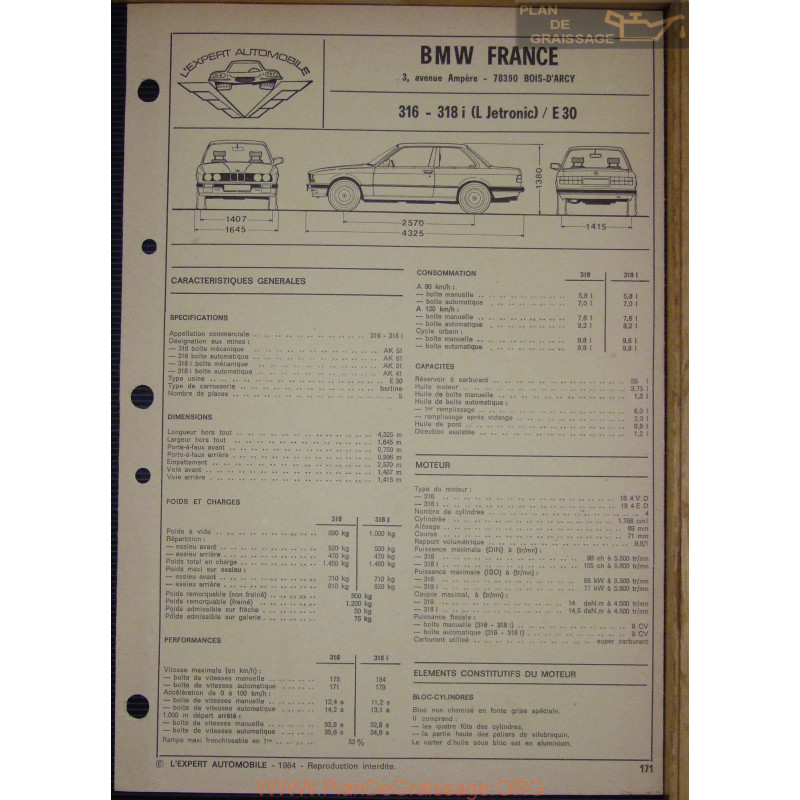 PLAN
DE
GRAISSAGE
L'EXPERT AUTOMOBILE
BMW FRANCE
3, avenue Ampère - 78390 BOIS-D'ARCY
316 - 318 i (L Jetronic) / E 30
1407
1645
2570
4325
1380
1415
CARACTERISTIQUES GENERALES
SPECIFICATIONS
Appellation commerciale 316 - 318 i
Désignation aux mines :
— 316 boîte mécanique AK 51
— 316 boîte automatique AK 61
— 318 i boîte mécanique AK 31
— 318 i boîte automatique AK 41
Type usine E 30
Type de carrosserie berline
Nombre de places 5
DIMENSIONS
Longueur hors tout 4,325 m
Largeur hors tout 1,645 m
Porte-à-faux avant 0,759 m
Porte-à-faux arrière 0,996 m
Empattement 2,570 m
Voie avant 1,407 m
Voie arrière 1,415 m
POIDS ET CHARGES
316 318 i
Poids à vide 990 kg 1.000 kg
Répartition :
— essieu avant 520 kg 530 kg
— essieu arrière 470 kg 470 kg
Poids total en charge 1.450 kg 1.460 kg
Poids maxi sur essieu :
— essieu avant 710 kg 710 kg
— essieu arrière 810 kg 820 kg
Poids remorquable (non freiné) 500 kg
Poids remorquable (freiné) 1.200 kg
Poids admissible sur flèche 50 kg
Poids admissible sur galerie 75 kg
PERFORMANCES
316 318 i
Vitesse maximale (en km/h) :
— boîte de vitesses manuelle 175 184
— boîte de vitesses automatique 171 179
Accélération de 0 à 100 km/h :
— boîte de vitesses manuelle 12,4 s 11,2 s
— boîte de vitesses automatique 14,2 s 13,1 s
1.000 m départ arrêté :
— boîte de vitesses manuelle 33,9 s 32,8 s
— boîte de vitesses automatique 35,6 s 34,9 s
Rampe maxi franchissable en 1re 52 %
CONSOMMATION
316 318 i
A 90 km/h :
— boîte manuelle 5,8 l 5,8 l
— boîte automatique 7,0 l 7,0 l
A 120 km/h :
— boîte manuelle 7,6 l 7,6 l
— boîte automatique 9,2 l 9,2 l
Cycle urbain :
— boîte manuelle 9,8 l 9,6 l
— boîte automatique 9,8 l 9,9 l
CAPACITES
Réservoir à carburant 55 l
Huile moteur 3,75 l
Huile de boîte manuelle
Huile de boîte automatique :
— 1er remplissage 6,0 l
— remplissage après vidange 2,0 l
Huile de pont 0,9 l
Direction assistée 1,2 l
MOTEUR
Type du moteur :
— 316 18 4 V D
— 318 i 18 4 E D
Nombre de cylindres 4
Cylindrée 1.766 cm3
Alésage 89 mm
Course 71 mm
Rapport volumétrique 9,5/1
Puissance maximale (DIN) à (tr/mn) :
— 316 90 ch à 5.500 tr/mn
— 318 i 105 ch à 5.800 tr/mn
Puissance maximale (ISO) à (tr/mn) :
— 316 66 kW à 5.500 tr/mn
— 318 i 77 kW à 5.800 tr/mn
Couple maximal, à (tr/mn) :
— 316 14 daN.m à 4.000 tr/mn
— 318 i 14,5 daN.m à 4.500 tr/mn
Puissance fiscale :
— boîte manuelle (316 - 318 i) 8 CV
— boîte automatique (316 - 318 i) 9 CV
Carburant utilisé super carburant
ELEMENTS CONSTITUTIFS DU MOTEUR
BLOC-CYLINDRES
Bloc non chemisé en fonte grise spéciale.
Il comprend :
— les quatre fûts des cylindres,
— la partie haute des paliers de vilebrequin.
Le carter d'huile sous bloc est en aluminium.
© L'EXPERT AUTOMOBILE - 1984 - Reproduction interdite.
171
www.PlanDeGraissage.ORG